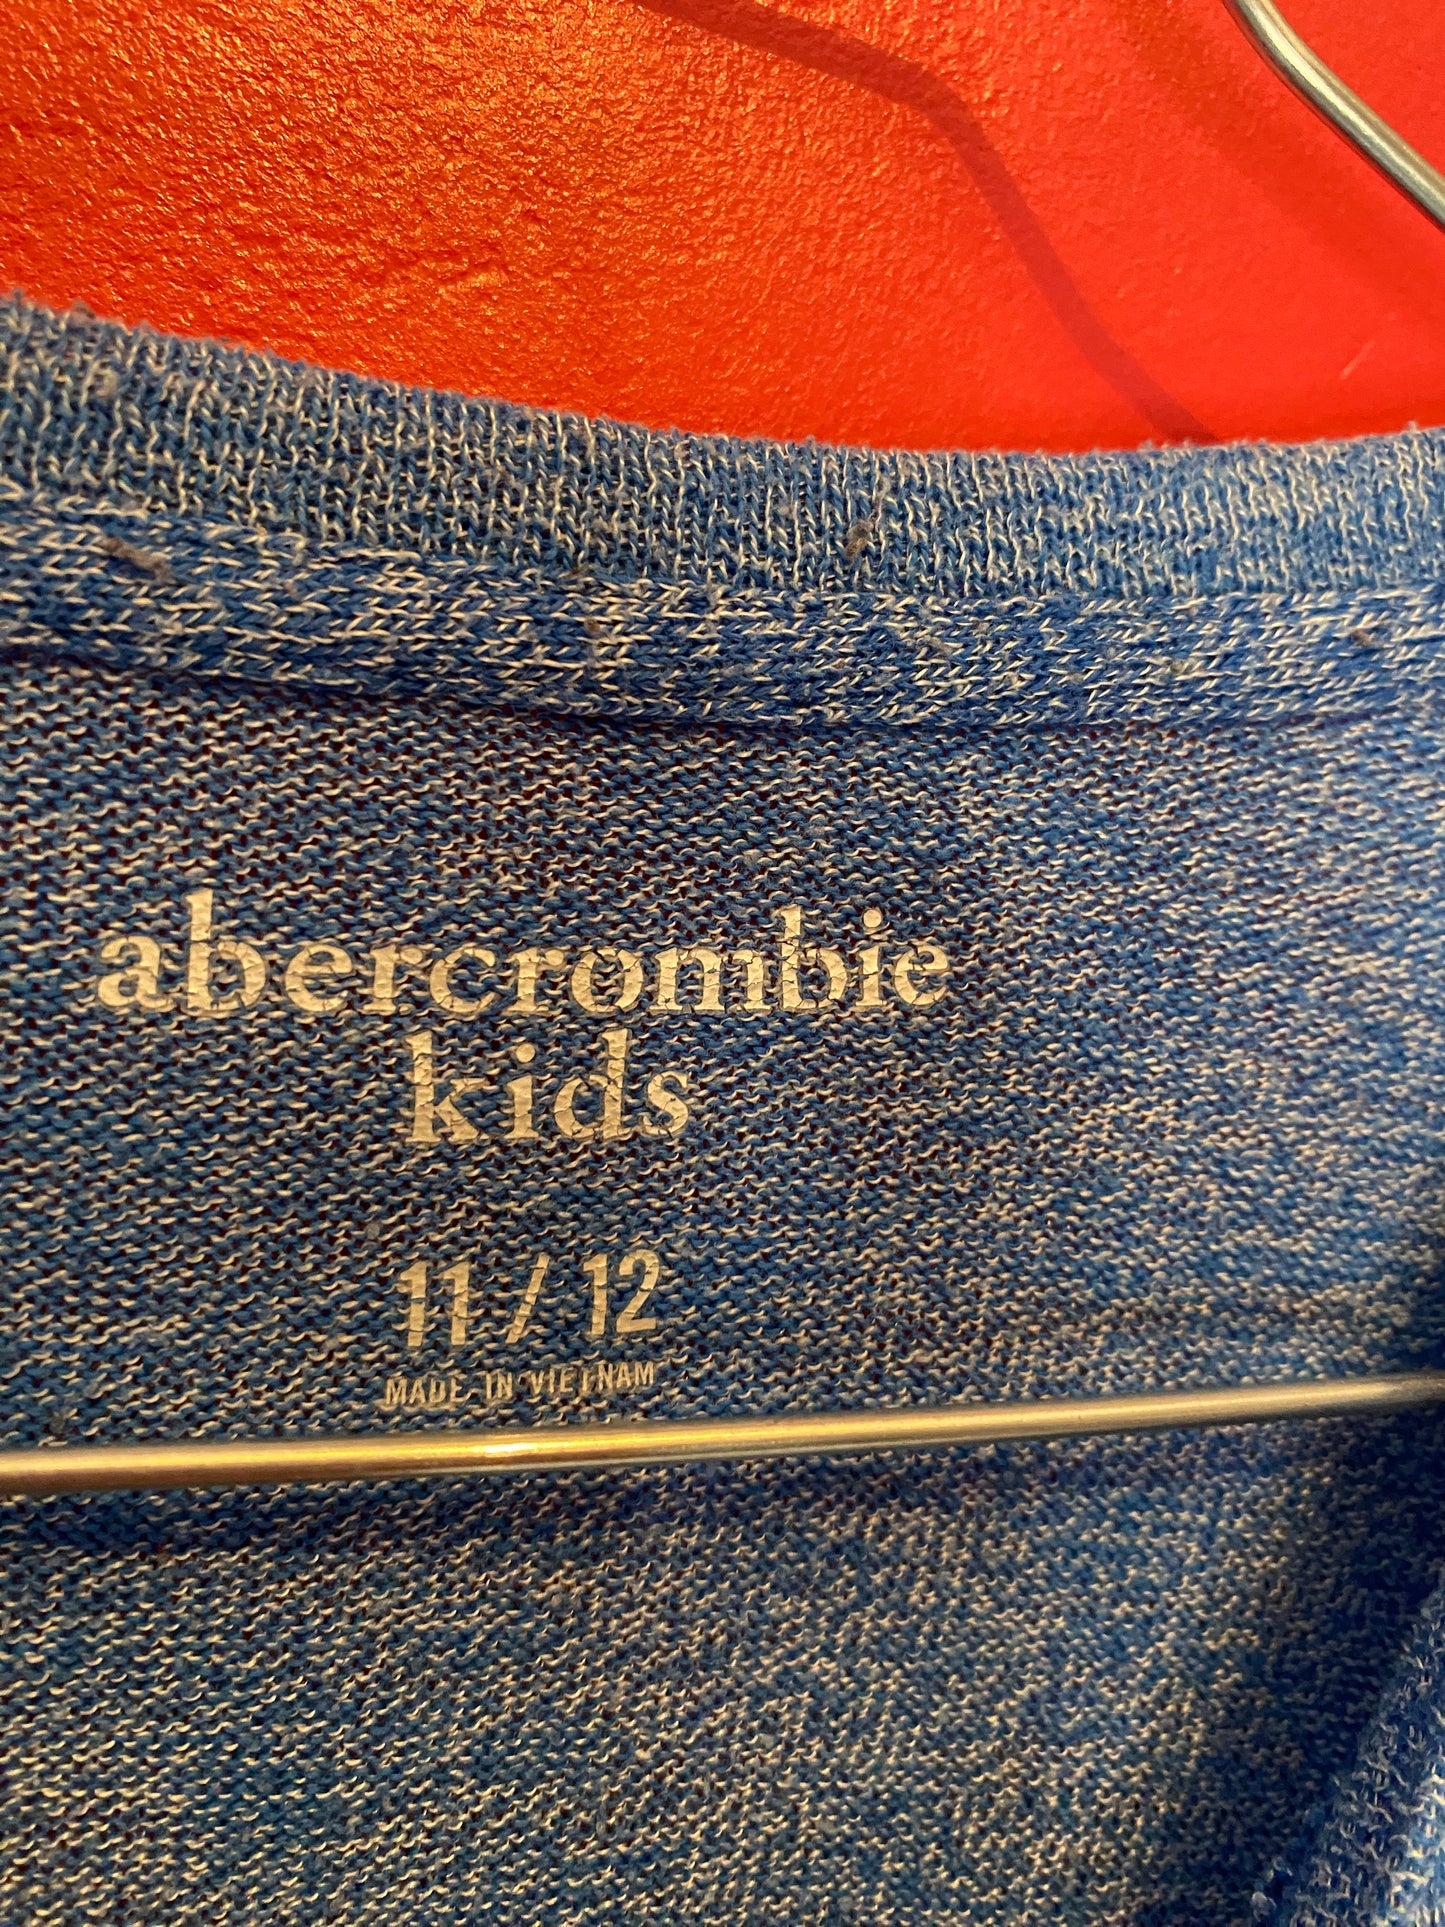 abercrombie
kids
11 / 12
MADE IN VIETNAM